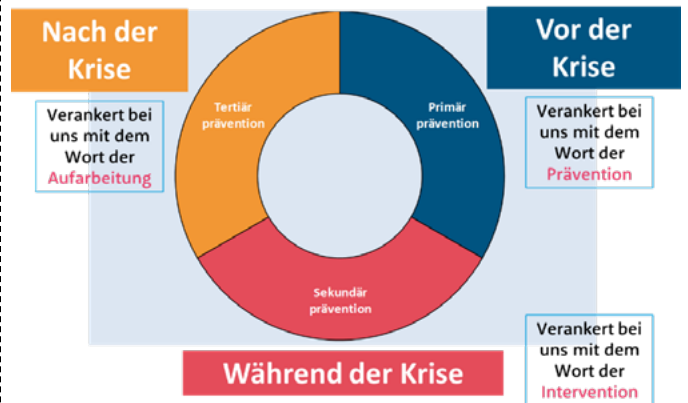 Nach der
Krise
Vor der
Krise
Verankert bei
uns mit dem
Wort der
Aufarbeitung
Tertiär
prävention
Primär
prävention
Verankert bei
uns mit dem
Wort der
Prävention
Sekundär
prävention
Während der Krise
Verankert bei
uns mit dem
Wort der
Intervention